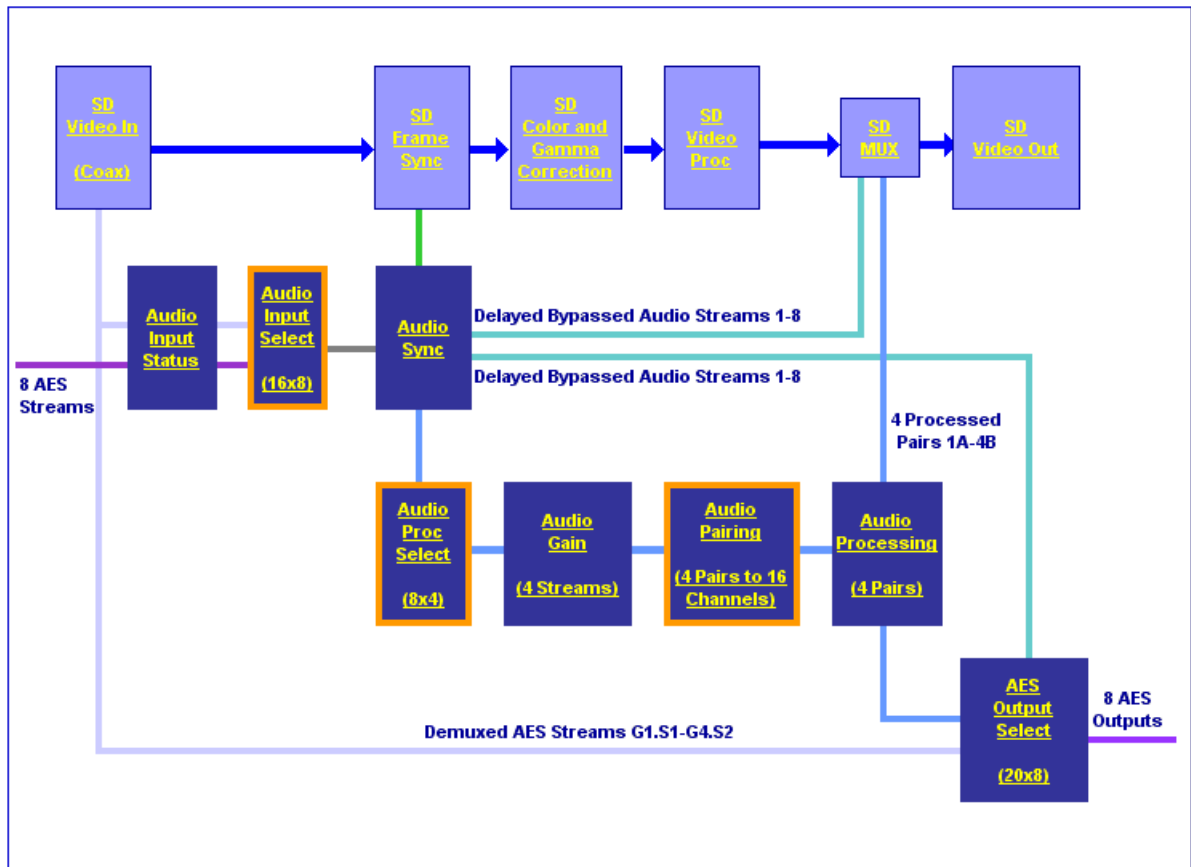 SD
Video In
(Coax)
SD
Frame
Sync
SD
Color and
Gamma
Correction
SD
Video
Proc
SD
MUX
SD
Video Out
Audio
Input
Status
Audio
Input
Select
(16x8)
Audio
Sync
Delayed Bypassed Audio Streams 1-8
Delayed Bypassed Audio Streams 1-8
8 AES
Streams
4 Processed
Pairs 1A-4B
Audio
Proc
Select
(8x4)
Audio
Gain
(4 Streams)
Audio
Pairing
(4 Pairs to 16
Channels)
Audio
Processing
(4 Pairs)
AES
Output
Select
(20x8)
8 AES
Outputs
Demuxed AES Streams G1.S1-G4.S2